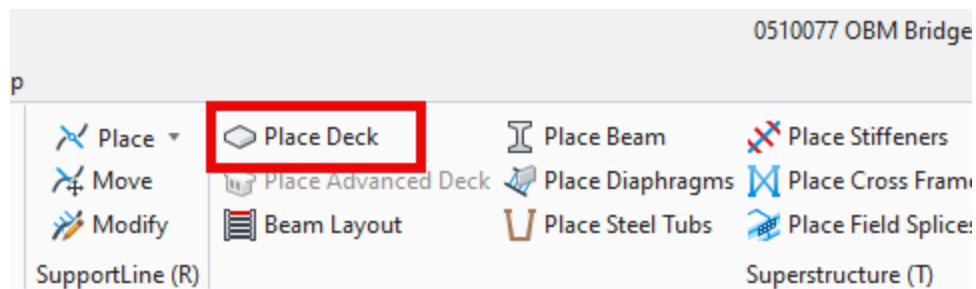 0510077 OBM Bridge
p
Place Place Deck Place Beam Place Stiffeners
Move Place Advanced Deck Place Diaphragms Place Cross Frame
Modify Beam Layout Place Steel Tubs Place Field Splices
SupportLine (R) Superstructure (T)